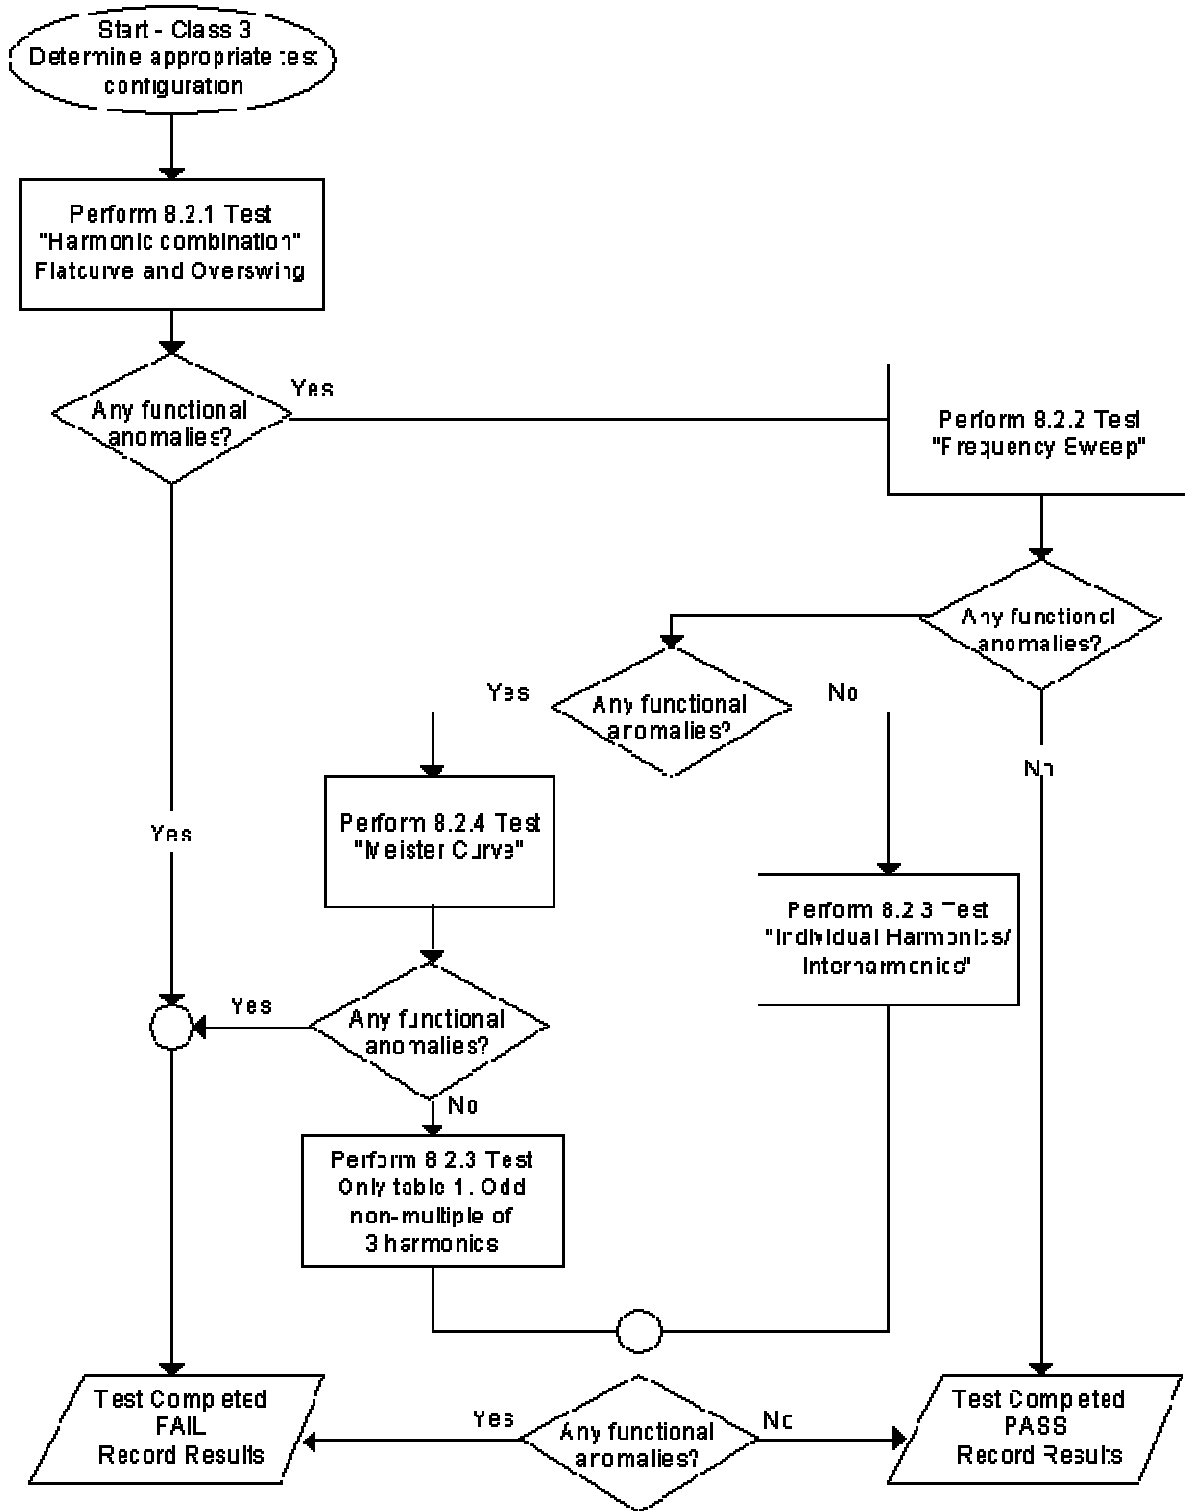 Start - Class 3
Determine appropriate test
configuration
Perform 8.2.1 Test
"Harmonic combination"
Flatcurve and Overswing
Any functional
anomalies?
Yes
Perform 8.2.2 Test
"Frequency Sweep"
Any functional
anomalies?
Any functional
anomalies?
Yes
No
No
Perform 8.2.4 Test
"Meister Curve"
Yes
Perform 8.2.3 Test
"Individual Harmonics/
Interharmonics"
Any functional
anomalies?
Yes
No
Perform 8.2.3 Test
Only table 1. Odd
non-multiple of
3 harmonics
Test Completed
FAIL
Record Results
Yes
Any functional
anomalies?
No
Test Completed
PASS
Record Results